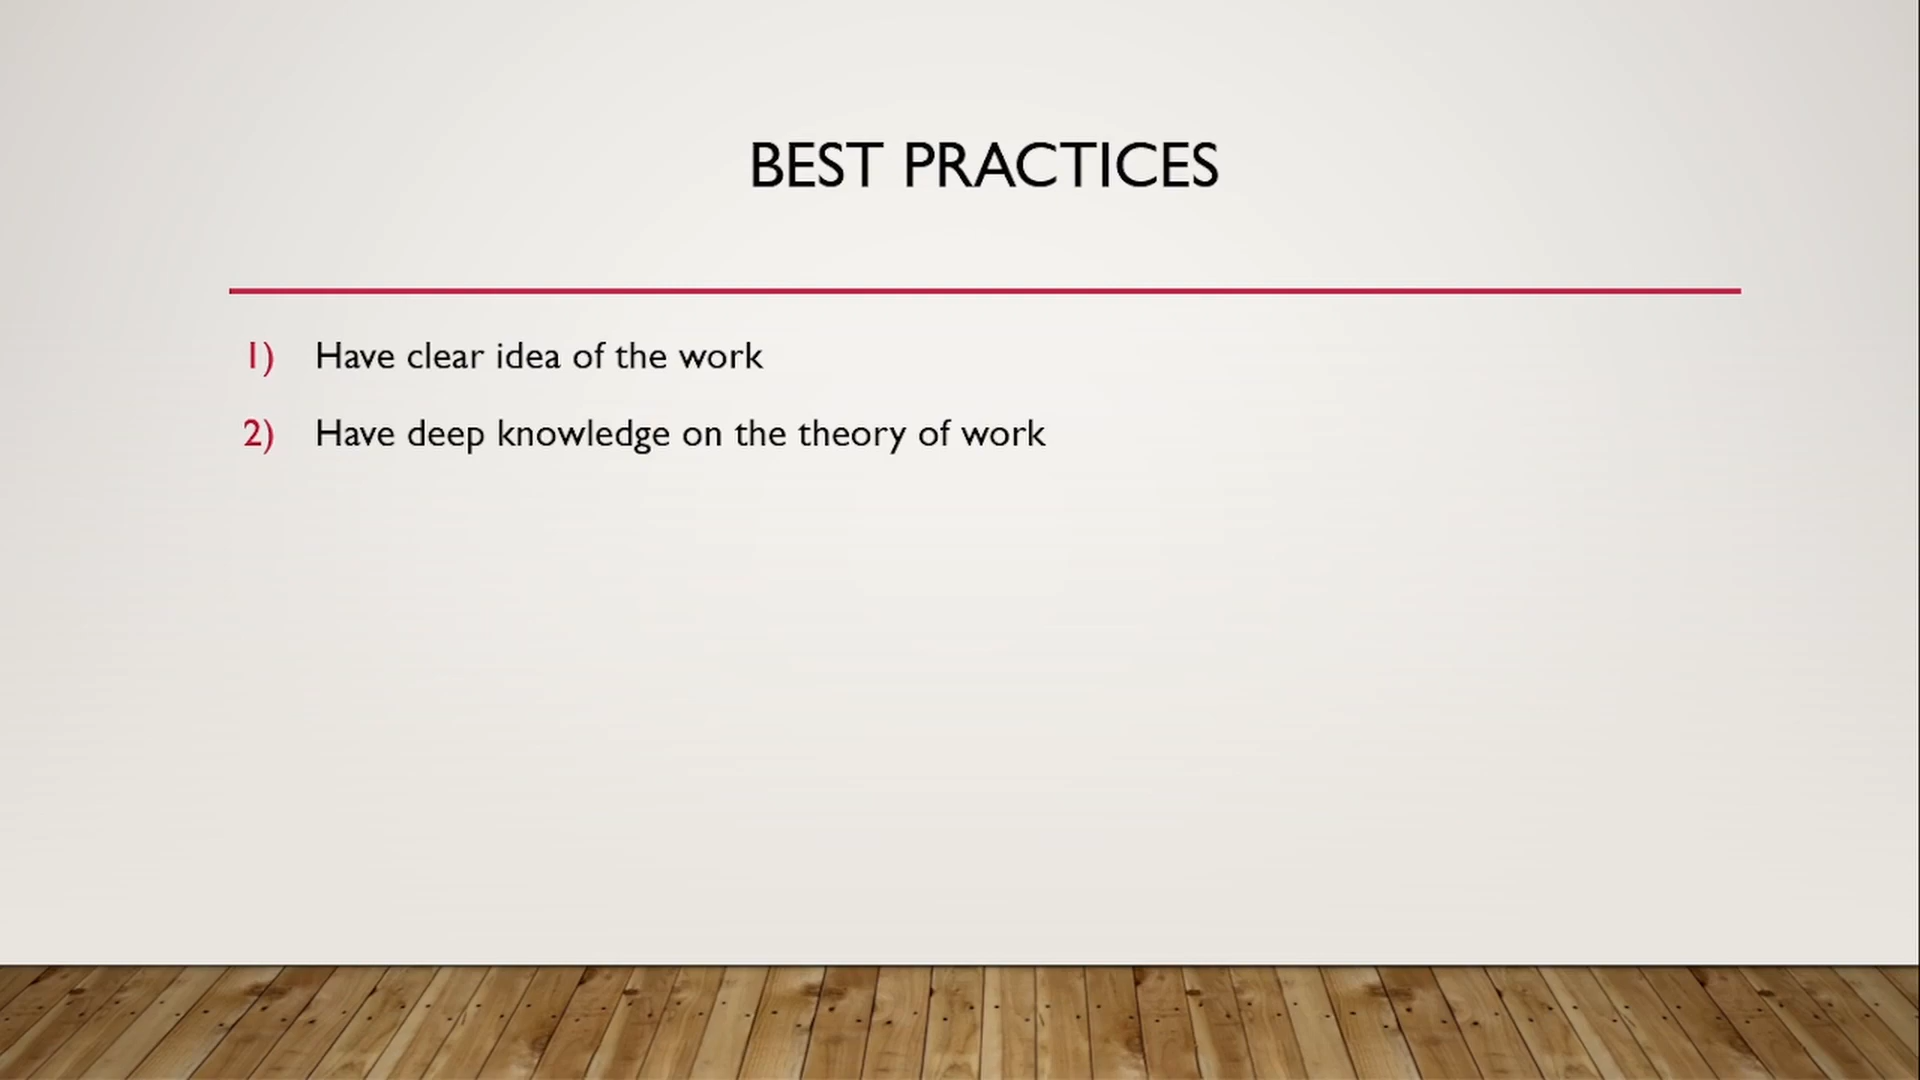 BEST PRACTICES
1) Have clear idea of the work
2) Have deep knowledge on the theory of work